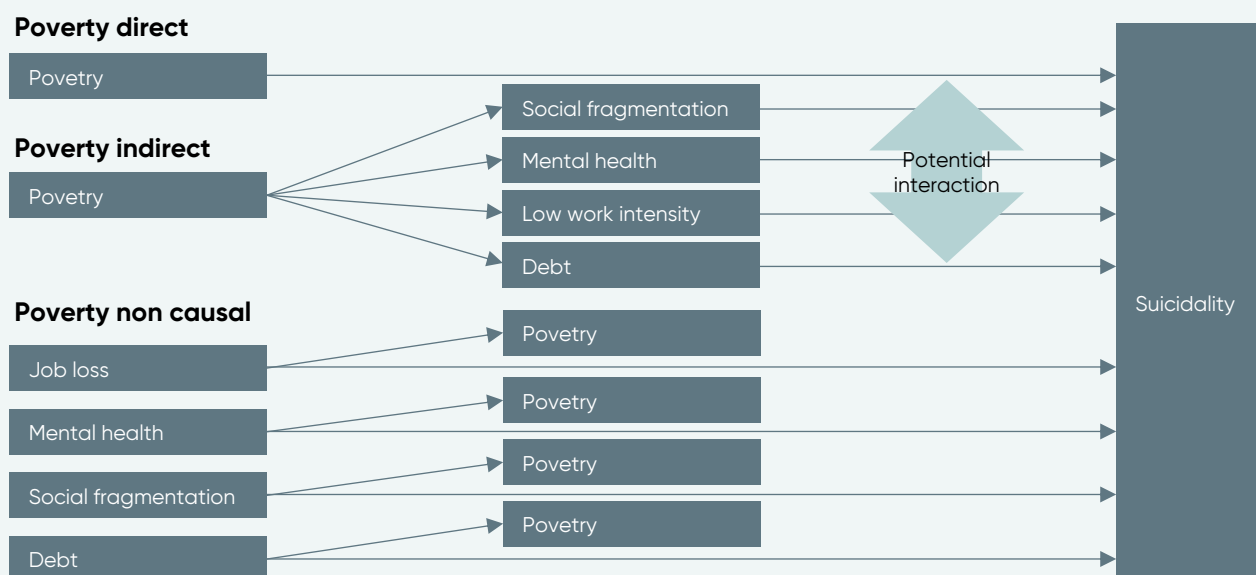 Poverty direct
Povetry
Social fragmentation
Poverty indirect
Mental health
Potential
interaction
Povetry
Low work intensity
Debt
Suicidality
Poverty non causal
Povetry
Job loss
Povetry
Mental health
Povetry
Social fragmentation
Povetry
Debt